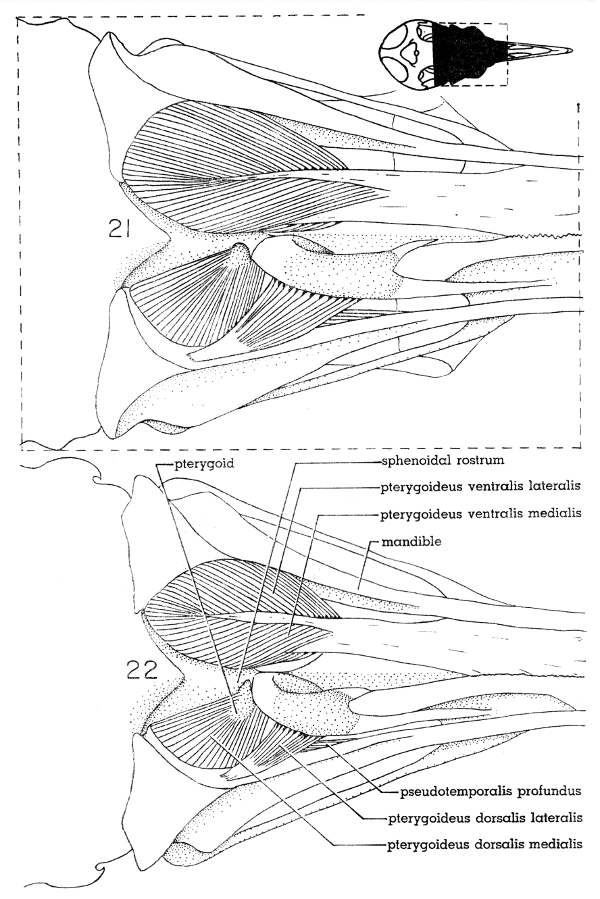 21
pterygoid
sphenoidal rostrum
pterygoideus ventralis lateralis
pterygoideus ventralis medialis
mandible
22
pseudotemporalis profundus
pterygoideus dorsalis lateralis
pterygoideus dorsalis medialis